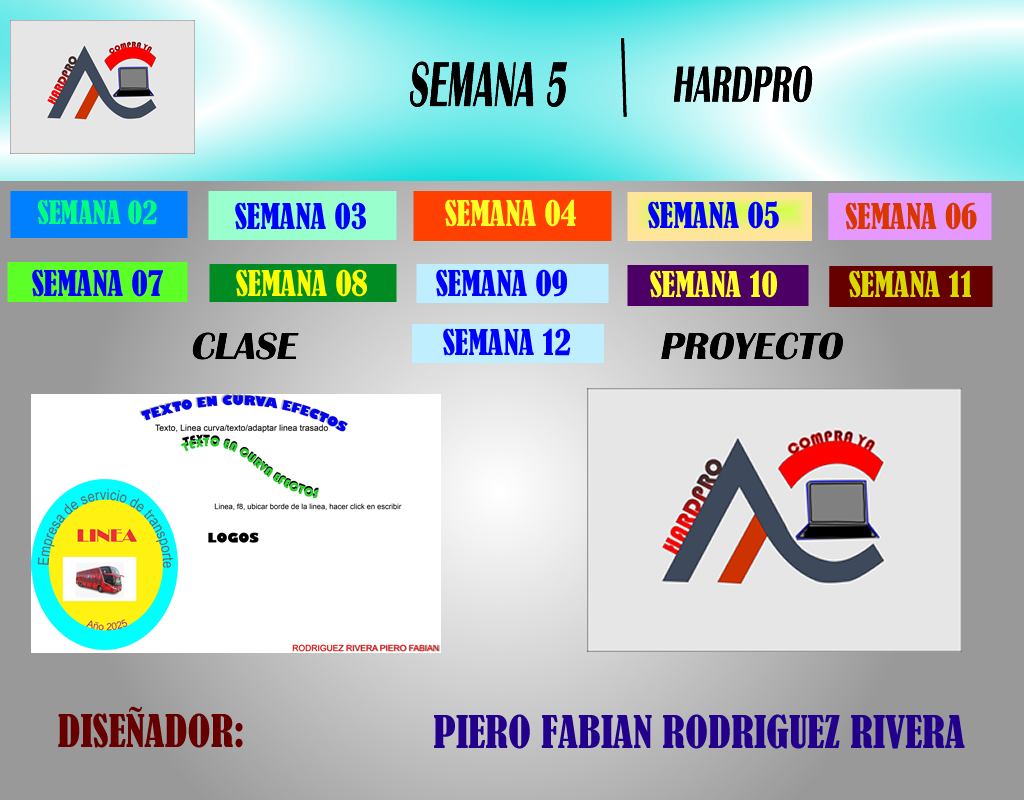 HARDPRO
COMPRA YA
SEMANA 5
HARDPRO
SEMANA 02
SEMANA 03
SEMANA 04
SEMANA 05
SEMANA 06
SEMANA 07
SEMANA 08
SEMANA 09
SEMANA 10
SEMANA 11
CLASE
SEMANA 12
PROYECTO
TEXTO EN CURVA EFECTOS
Texto, Linea curva/texto/adaptar linea trasado
TEXTO EN CURVA EFECTOS
Linea, f8, ubicar borde de la linea, hacer click en escribir
LOGOS
Empresa de servicio de transporte
LINEA
Año 2025
RODRIGUEZ RIVERA PIERO FABIAN
HARDPRO
COMPRA YA
DISEÑADOR:
PIERO FABIAN RODRIGUEZ RIVERA